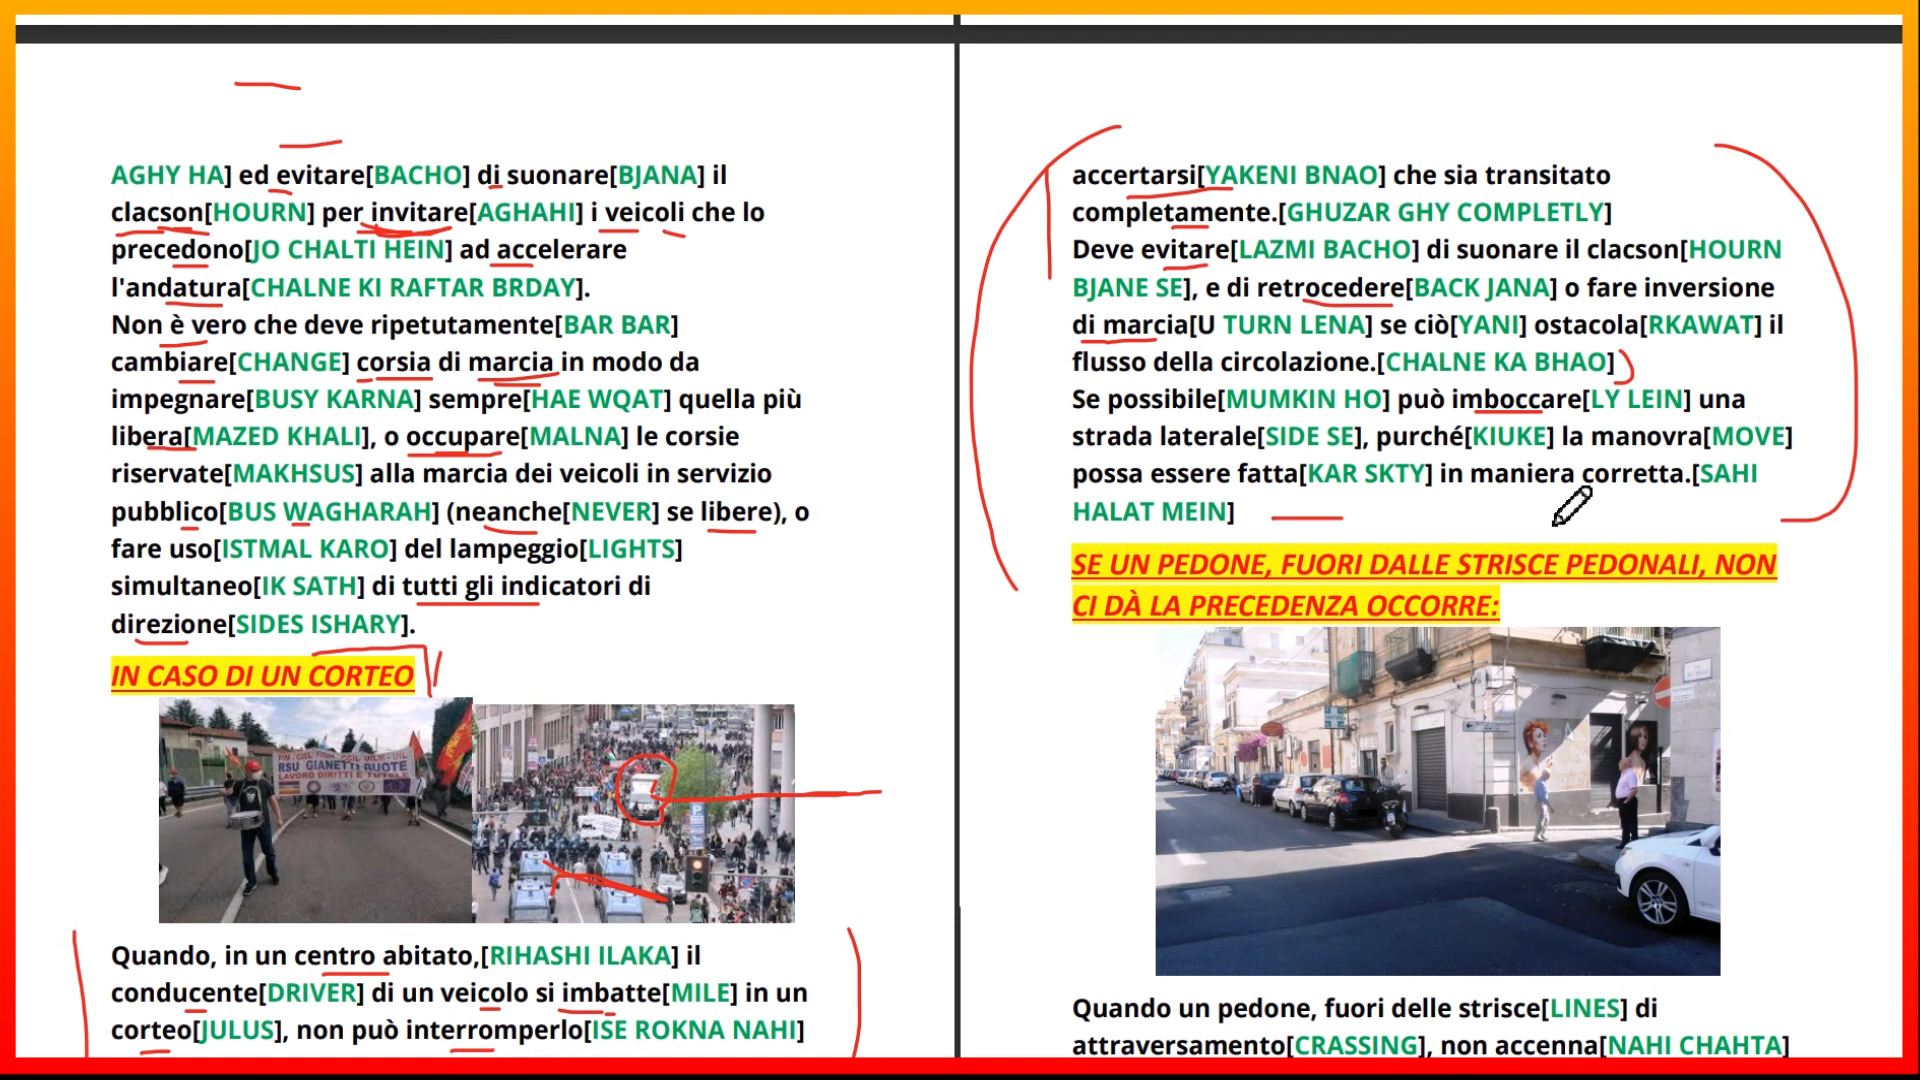 AGHY HA] ed evitare[BACHO] di suonare[BJANA] il
clacson[HOURN] per invitare[AGHAHI] i veicoli che lo
precedono[JO CHALTI HEIN] ad accelerare
l'andatura[CHALNE KI RAFTAR BRDAY].
Non è vero che deve ripetutamente[BAR BAR]
cambiare[CHANGE] corsia di marcia in modo da
impegnare[BUSY KARNA] sempre[HAE WQAT] quella più
libera[MAZED KHALI], o occupare[MALNA] le corsie
riservate[MAKHSUS] alla marcia dei veicoli in servizio
pubblico[BUS WAGHARAH] (neanche[NEVER] se libere), o
fare uso[ISTMAL KARO] del lampeggio[LIGHTS]
simultaneo[IK SATH] di tutti gli indicatori di
direzione[SIDES ISHARY].
IN CASO DI UN CORTEO
RSU GIANETTI RUOTE
LAVORO DIRITTI E TUTELE
Quando, in un centro abitato,[RIHASHI ILAKA] il
conducente[DRIVER] di un veicolo si imbatte[MILE] in un
corteo[JULUS], non può interromperlo[ISE ROKNA NAHI]
accertarsi[YAKENI BNAO] che sia transitato
completamente.[GHUZAR GHY COMPLETLY]
Deve evitare[LAZMI BACHO] di suonare il clacson[HOURN
BJANE SE], e di retrocedere[BACK JANA] o fare inversione
di marcia[U TURN LENA] se ciò[YANI] ostacola[RKAWAT] il
flusso della circolazione.[CHALNE KA BHAO]
Se possibile[MUMKIN HO] può imboccare[LY LEIN] una
strada laterale[SIDE SE], purché[KIUKE] la manovra[MOVE]
possa essere fatta[KAR SKTY] in maniera corretta.[SAHI
HALAT MEIN]
SE UN PEDONE, FUORI DALLE STRISCE PEDONALI, NON
CI DÀ LA PRECEDENZA OCCORRE:
Quando un pedone, fuori delle strisce[LINES] di
attraversamento[CRASSING], non accenna[NAHI CHAHTA]